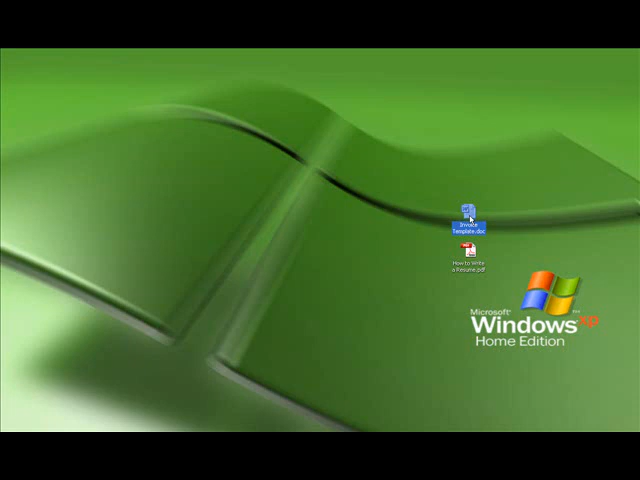 Invoice
Template.doc
How to Write
a Resume.pdf
Microsoft®
Windows xp
Home Edition